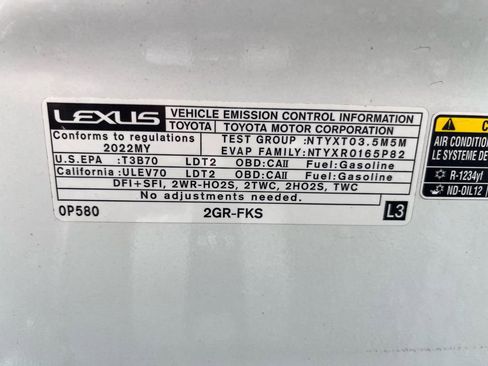 LEXUS VEHICLE EMISSION CONTROL INFORMATION
TOYOTA TOYOTA MOTOR CORPORATION
Conforms to regulations
2022MY
TEST GROUP :NTYXT03.5M5M
EVAP FAMILY:NTYXR0165P82
U.S.EPA :T3B70 LDT2 OBD:CAII Fuel:Gasoline
California :ULEV70 LDT2 OBD:CAII Fuel:Gasoline
DFI+SFI, 2WR-HO2S, 2TWC, 2HO2S, TWC
No adjustments needed.
0P580 2GR-FKS L3
AIR CONDITION
LE SYSTEME DE
R-1234yf
ND-OIL12